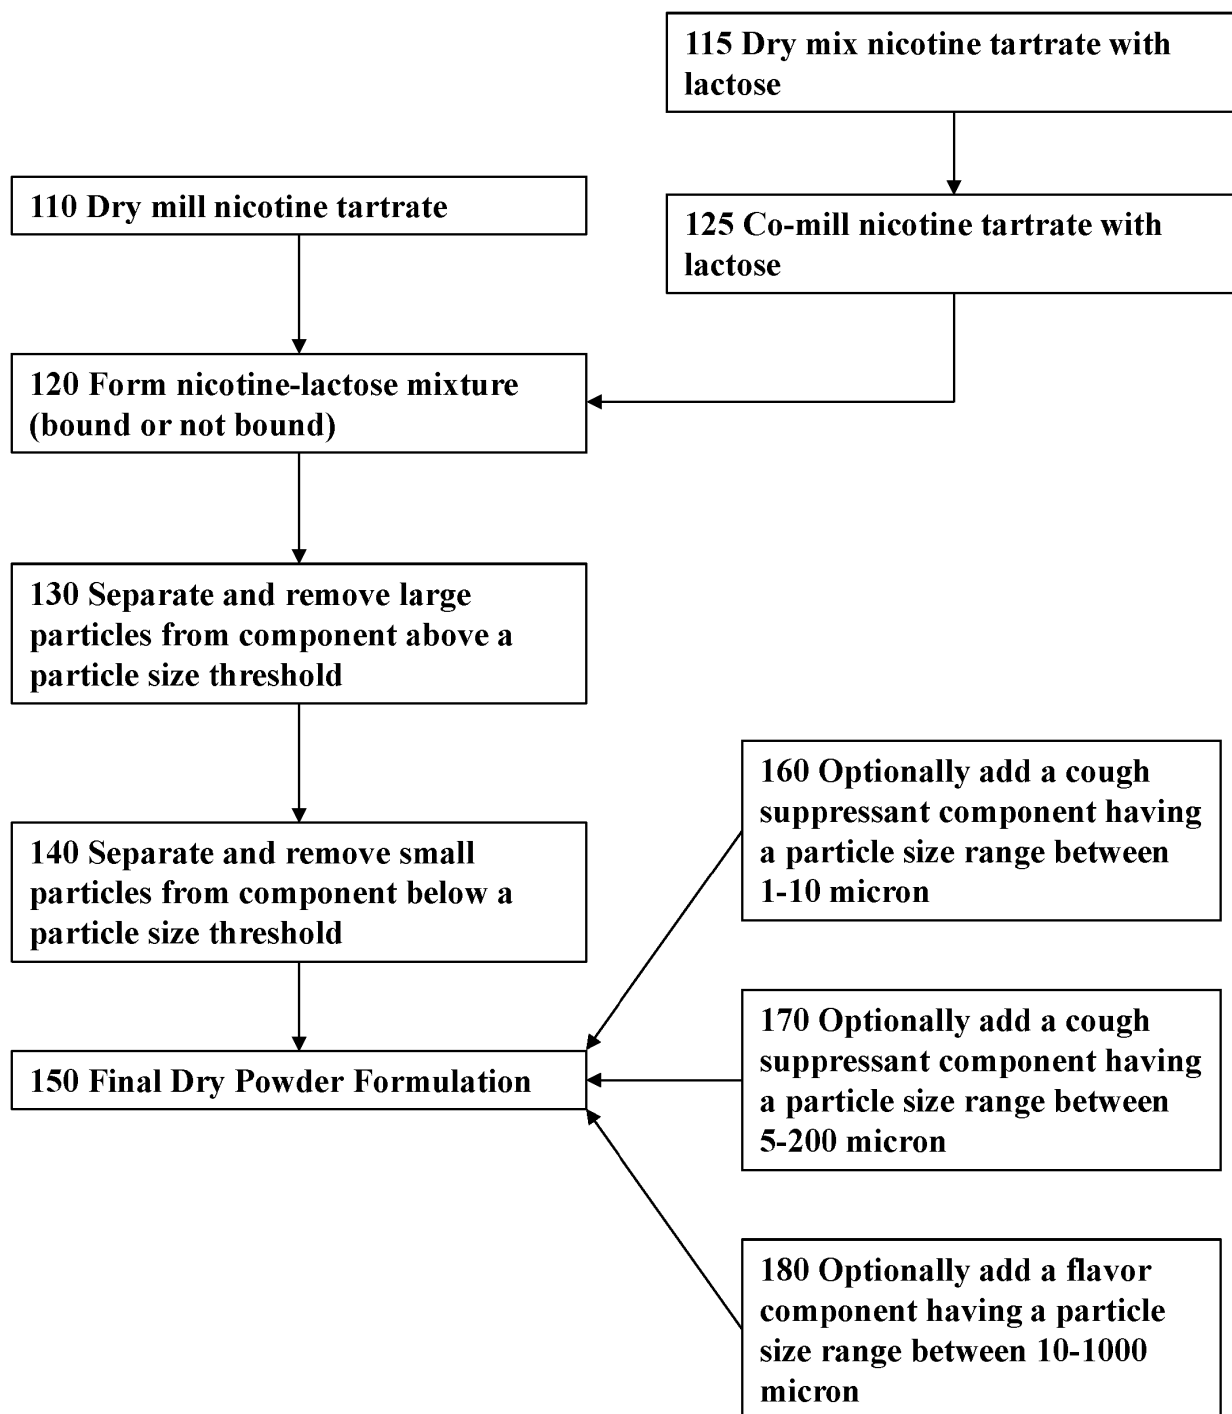 115 Dry mix nicotine tartrate with
lactose
110 Dry mill nicotine tartrate
125 Co-mill nicotine tartrate with
lactose
120 Form nicotine-lactose mixture
(bound or not bound)
130 Separate and remove large
particles from component above a
particle size threshold
140 Separate and remove small
particles from component below a
particle size threshold
150 Final Dry Powder Formulation
160 Optionally add a cough
suppressant component having
a particle size range between
1-10 micron
170 Optionally add a cough
suppressant component having
a particle size range between
5-200 micron
180 Optionally add a flavor
component having a particle
size range between 10-1000
micron